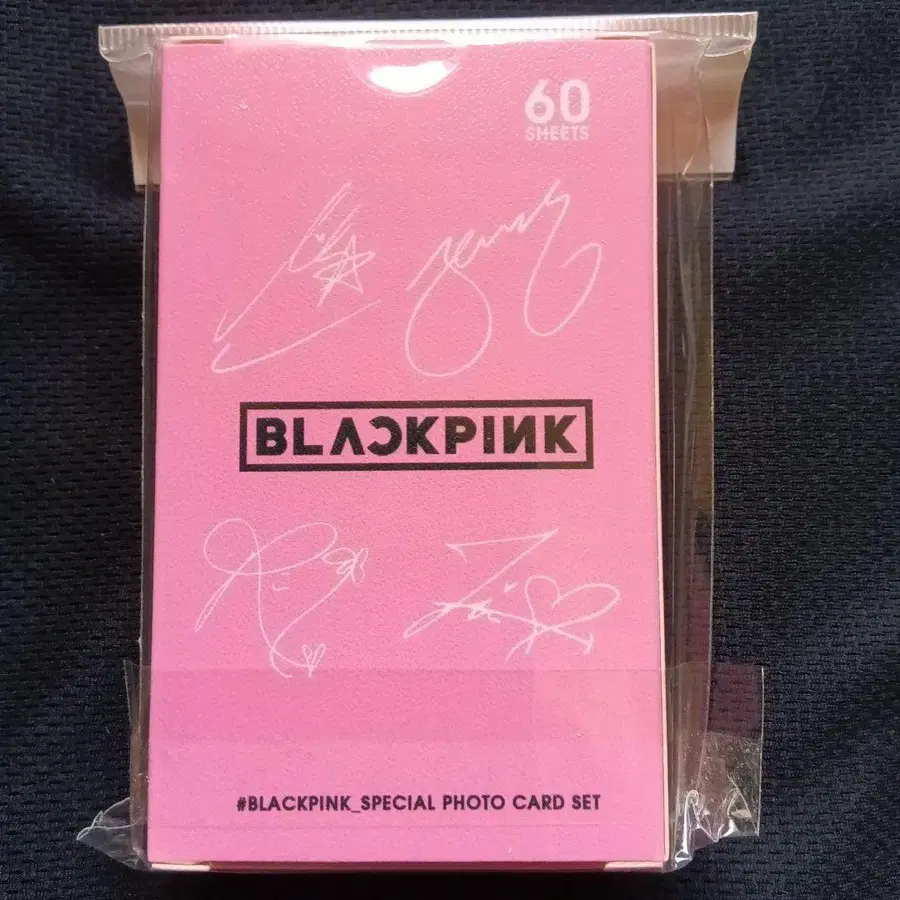 60
SHEETS
BLACKPINK
#BLACKPINK_SPECIAL PHOTO CARD SET